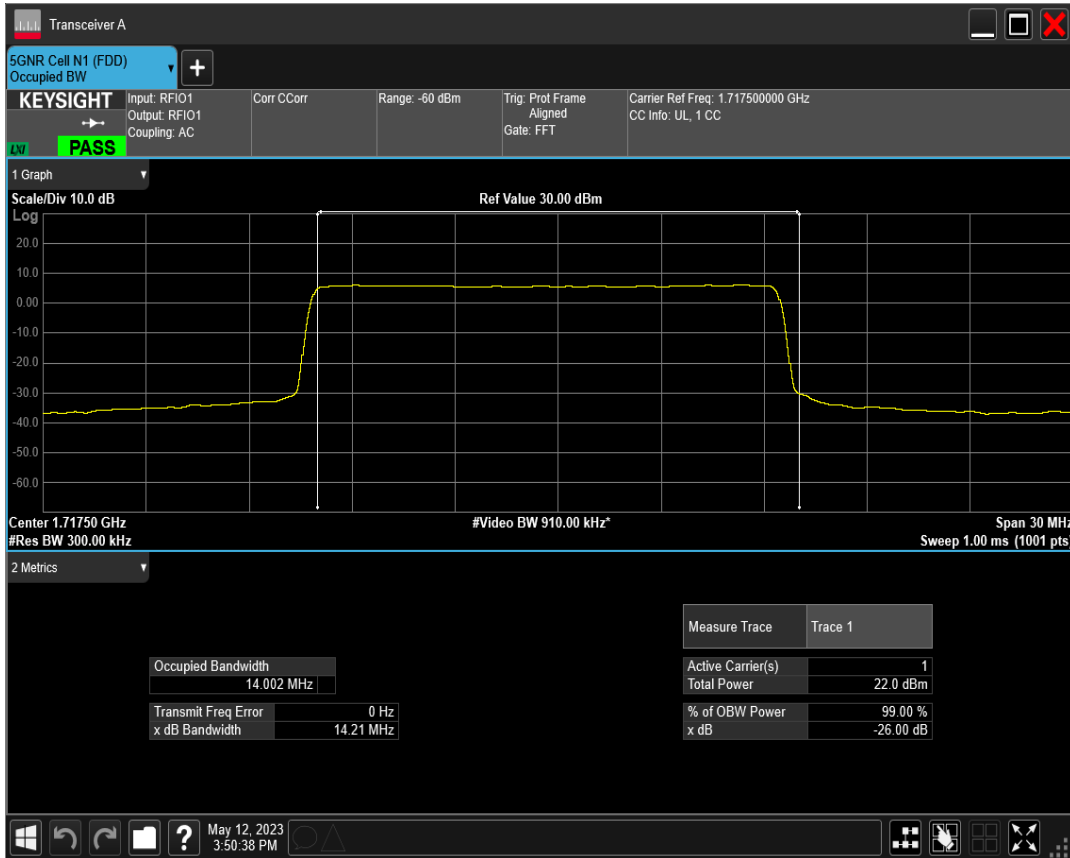 Transceiver A
5GNR Cell N1 (FDD)
Occupied BW
+
KEYSIGHT
LXI
PASS
Input: RFIO1
Output: RFIO1
Coupling: AC
Corr CCorr
Range: -60 dBm
Trig: Prot Frame
Aligned
Gate: FFT
Carrier Ref Freq: 1.717500000 GHz
CC Info: UL, 1 CC
1 Graph
Scale/Div 10.0 dB
Ref Value 30.00 dBm
Log
20.0
10.0
0.00
-10.0
-20.0
-30.0
-40.0
-50.0
-60.0
Center 1.71750 GHz
#Video BW 910.00 kHz*
Span 30 MHz
#Res BW 300.00 kHz
Sweep 1.00 ms (1001 pts)
2 Metrics
Measure Trace Trace 1
Occupied Bandwidth
14.002 MHz
Active Carrier(s) 1
Total Power 22.0 dBm
Transmit Freq Error 0 Hz
x dB Bandwidth 14.21 MHz
% of OBW Power 99.00 %
x dB -26.00 dB
?
May 12, 2023
3:50:38 PM